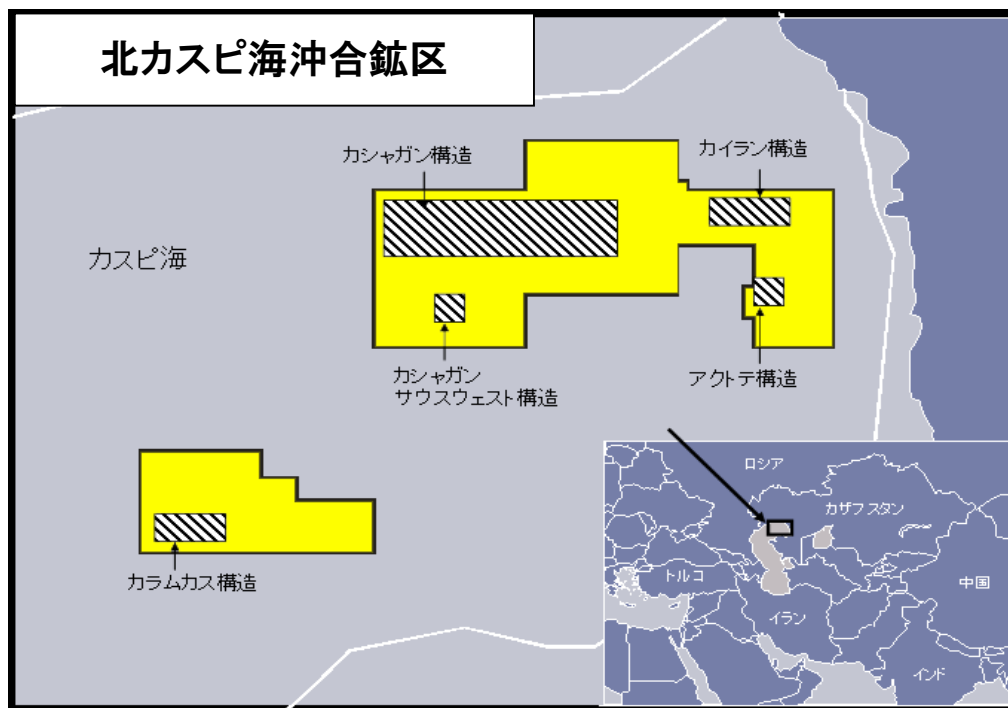 北カスピ海沖合鉱区
カシャガン構造
カイラン構造
カスピ海
カシャガン
サウスウェスト構造
アクトテ構造
カラムカス構造
ロシア
カザフスタン
トルコ
中国
イラン
インド